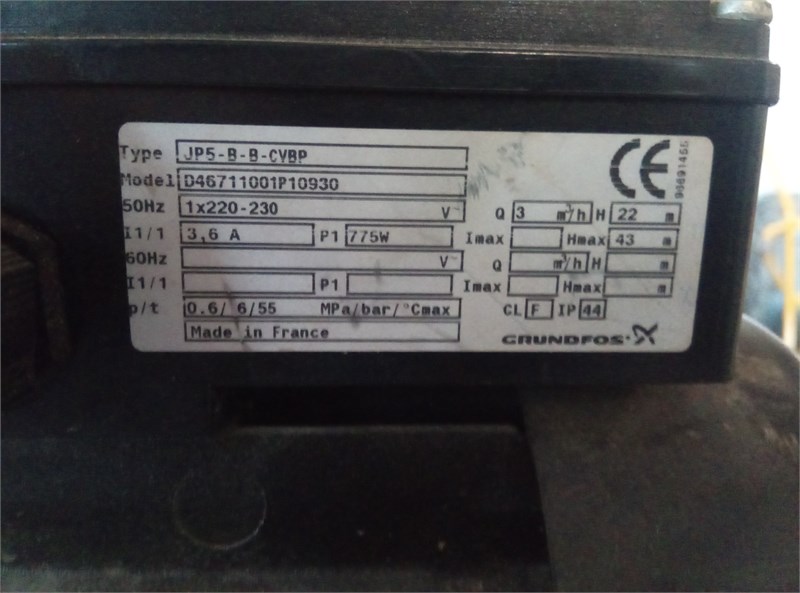 Type JP5-B-B-CVBP
Model D46711001P10930
50Hz 1x220-230 V Q 3 m³/h H 22 m
I1/1 3,6 A P1 775W Imax Hmax 43 m
60Hz V Q m³/h H m
I1/1 P1 Imax Hmax m
p/t 0.6/ 6/55 MPa/bar/°Cmax CL F IP 44
Made in France GRUNDFOS
CE
96691455